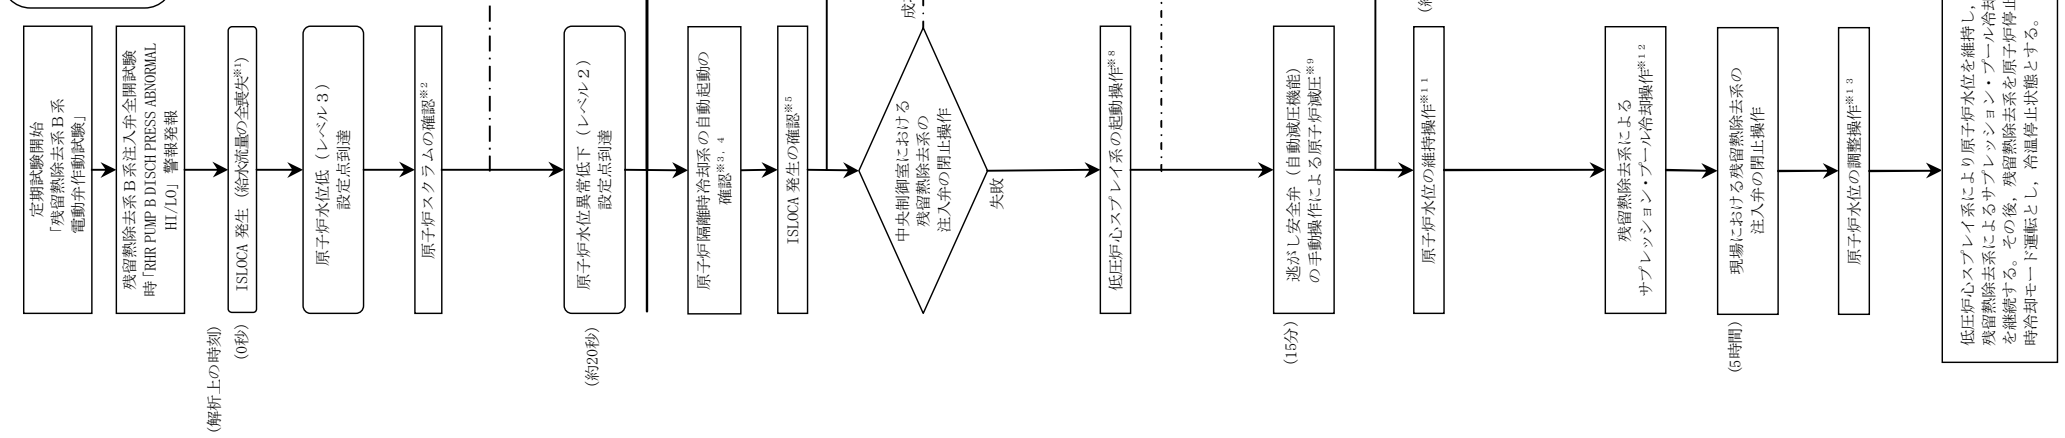 定期試験開始
「残留熱除去系B系
電動弁作動試験」
残留熱除去系B系注入弁全開試験
時「RHR PUMP B DISCH PRESS ABNORMAL
HI/LO」 警報発報
(解析上の時刻)
(0秒)
ISLOCA 発生（給水流量の全喪失※1）
原子炉水位低（レベル3）
設定点到達
原子炉スクラムの確認※2
(約20秒)
原子炉水位異常低下（レベル2）
設定点到達
原子炉隔離時冷却系の自動起動の
確認※3, 4
ISLOCA 発生の確認※5
中央制御室における
残留熱除去系の
注入弁の閉止操作
失敗
低圧炉心スプレイ系の起動操作※8
(15分)
逃がし安全弁（自動減圧機能）
の手動操作による原子炉減圧※9
原子炉水位の維持操作※11
残留熱除去系による
サプレッション・プール冷却操作※12
(5時間)
現場における残留熱除去系の
注入弁の閉止操作
原子炉水位の調整操作※13
低圧炉心スプレイ系により原子炉水位を維持し，
残留熱除去系によるサプレッション・プール冷却
を継続する。その後，残留熱除去系を原子炉停止
時冷却モード運転とし，冷温停止状態とする。